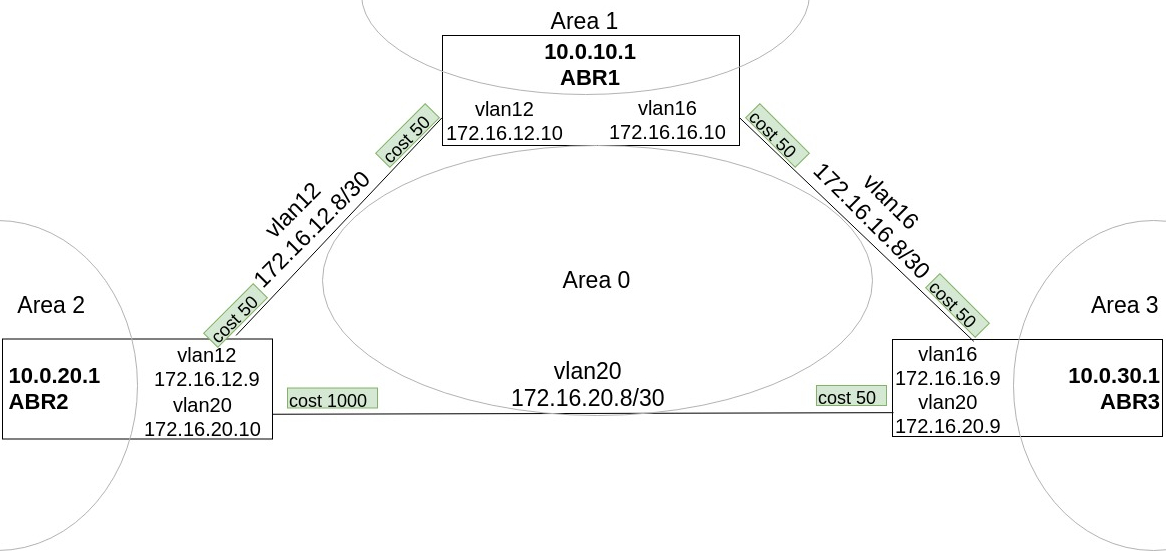 Area 1
10.0.10.1
ABR1
vlan12
172.16.12.10
vlan16
172.16.16.10
cost 50
cost 50
vlan12
172.16.12.8/30
vlan16
172.16.16.8/30
cost 50
cost 50
Area 0
Area 2
Area 3
10.0.20.1
ABR2
vlan12
172.16.12.9
vlan20
172.16.20.10
cost 1000
vlan20
172.16.20.8/30
cost 50
vlan16
172.16.16.9
vlan20
172.16.20.9
10.0.30.1
ABR3